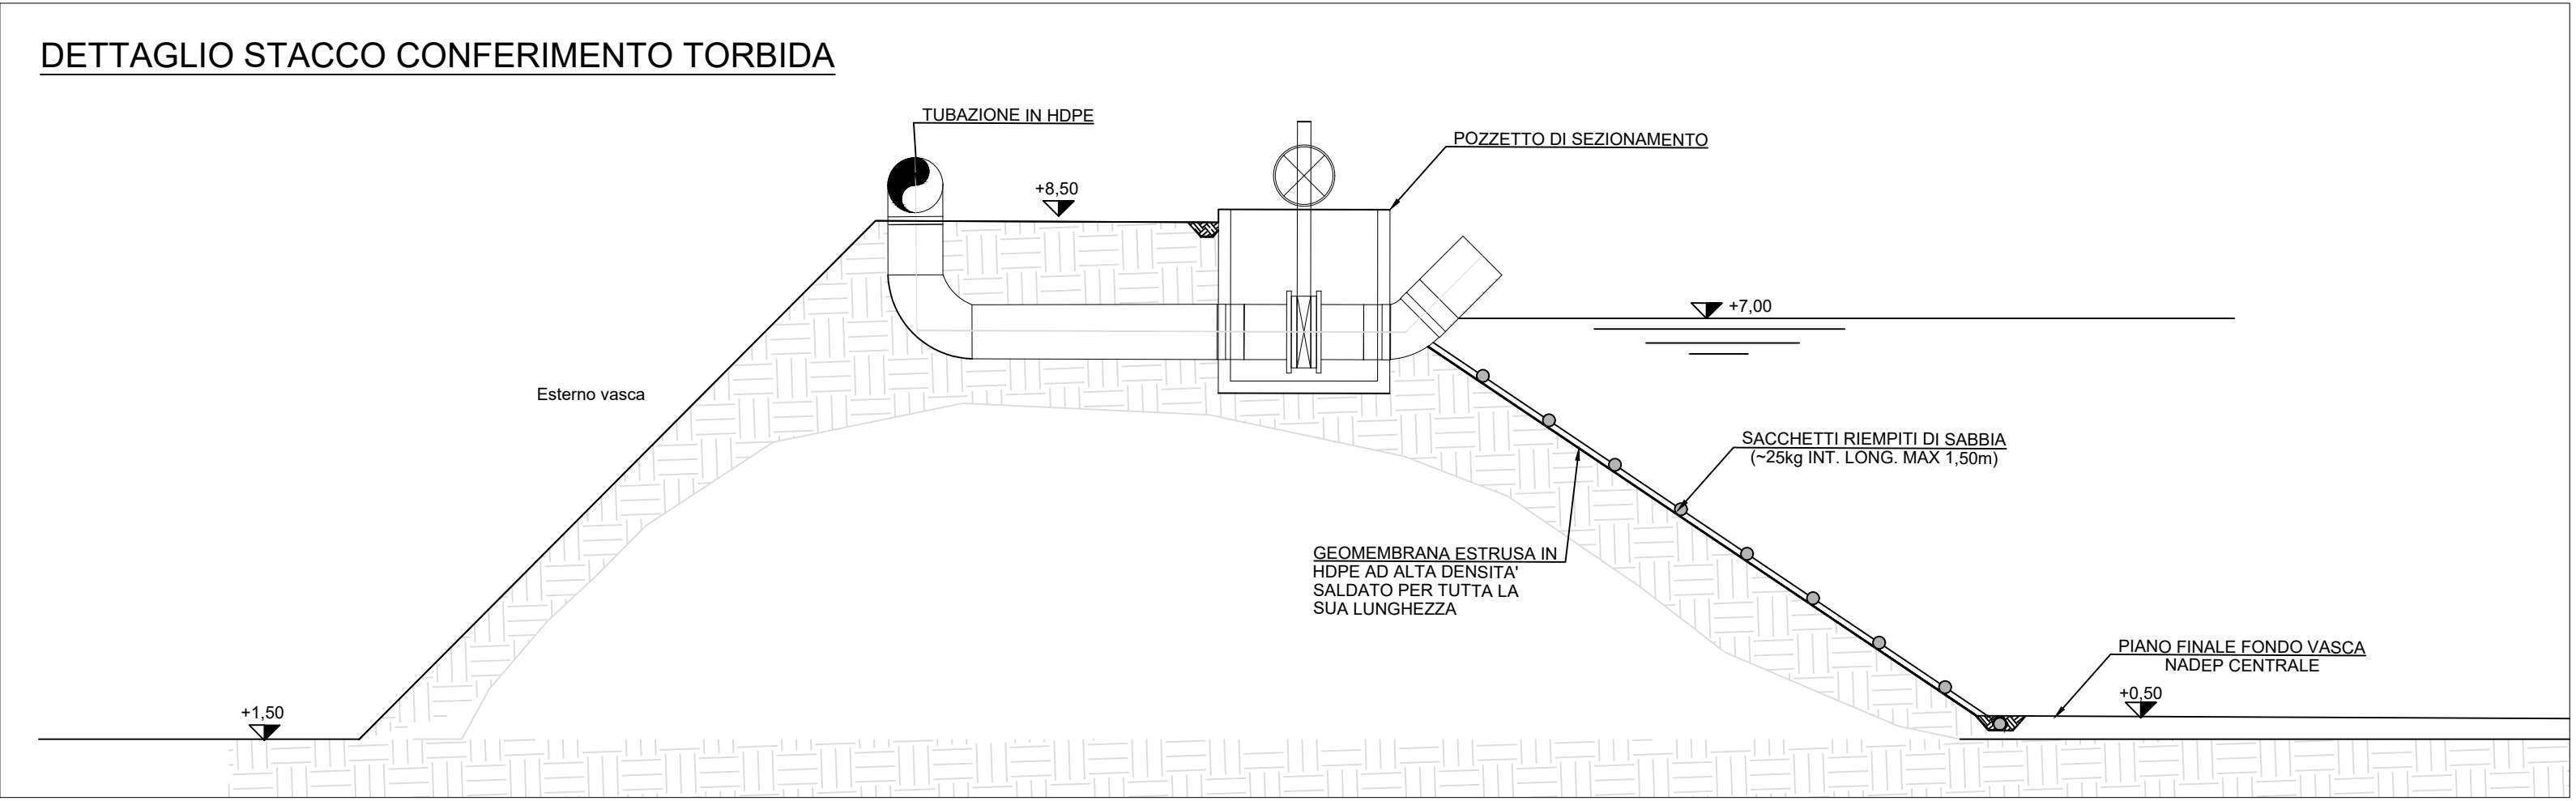 DETTAGLIO STACCO CONFERIMENTO TORBIDA
TUBAZIONE IN HDPE
POZZETTO DI SEZIONAMENTO
+8,50
+7,00
Esterno vasca
SACCHETTI RIEMPITI DI SABBIA
(~25kg INT. LONG. MAX 1,50m)
GEOMEMBRANA ESTRUSA IN
HDPE AD ALTA DENSITA'
SALDATO PER TUTTA LA
SUA LUNGHEZZA
PIANO FINALE FONDO VASCA
NADEP CENTRALE
+0,50
+1,50